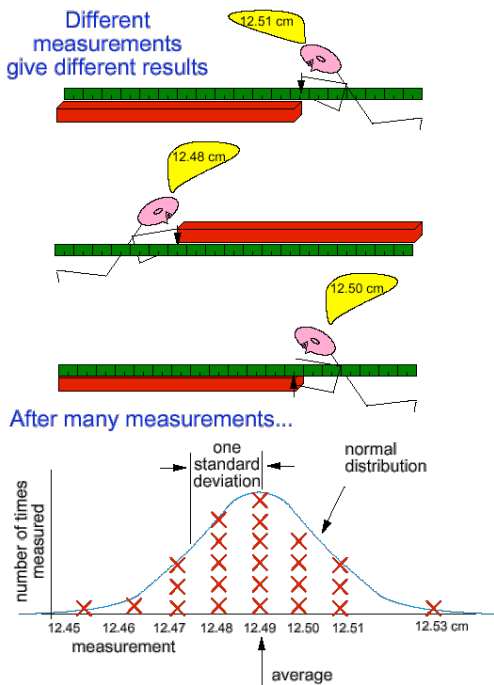 Different
measurements
give different results
12.51 cm
12.48 cm
12.50 cm
After many measurements...
one
standard
deviation
normal
distribution
number of times
measured
12.45 12.46 12.47 12.48 12.49 12.50 12.51 12.53 cm
measurement
average